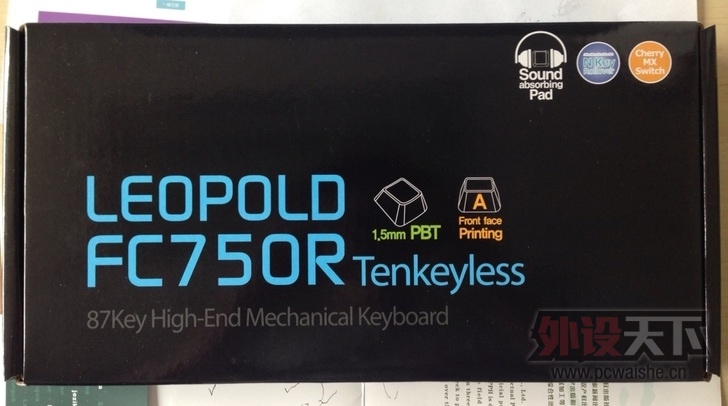 Sound
absorbing
Pad
N Key
Rollover
Cherry
MX
Switch
LEOPOLD
FC750R Tenkeyless
1.5mm PBT
A
Front face
Printing
87Key High-End Mechanical Keyboard
外设天下
www.pcwaishe.cn